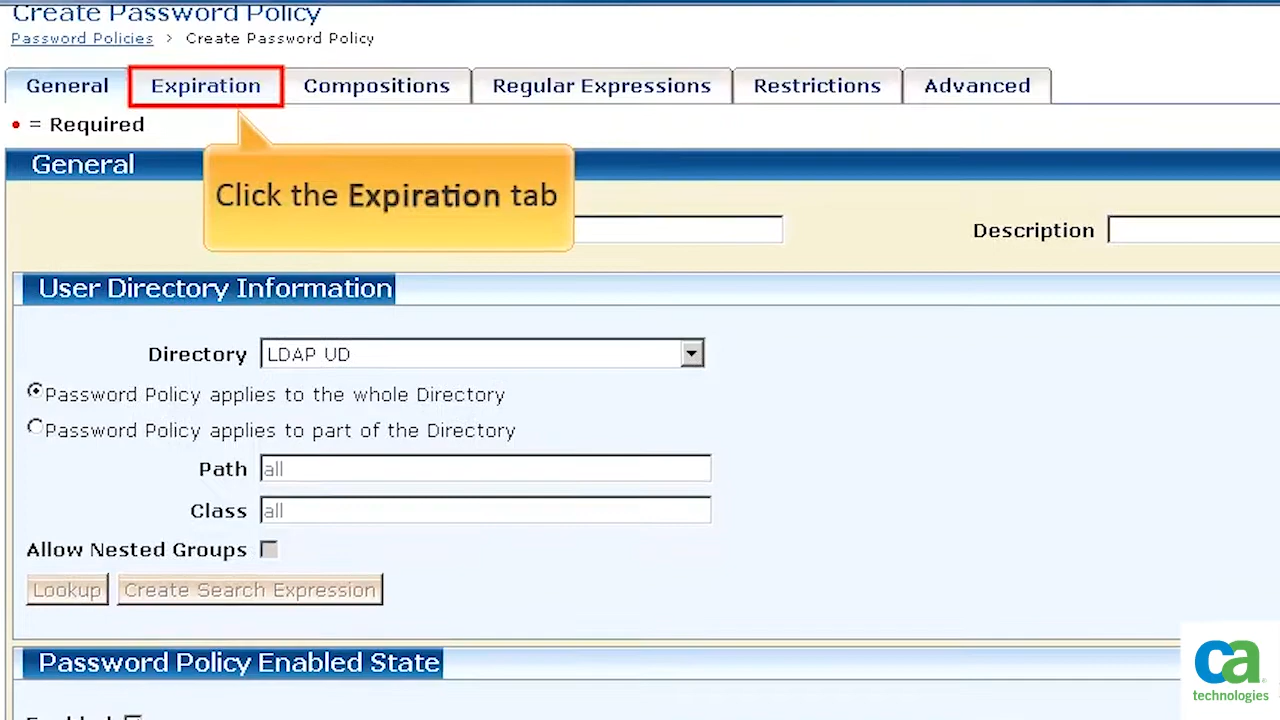 Create Password Policy
Password Policies > Create Password Policy
General Expiration Compositions Regular Expressions Restrictions Advanced
• = Required
General
Click the Expiration tab
Description
User Directory Information
Directory LDAP UD
Password Policy applies to the whole Directory
Password Policy applies to part of the Directory
Path all
Class all
Allow Nested Groups
Lookup Create Search Expression
Password Policy Enabled State
Enabled
ca
technologies